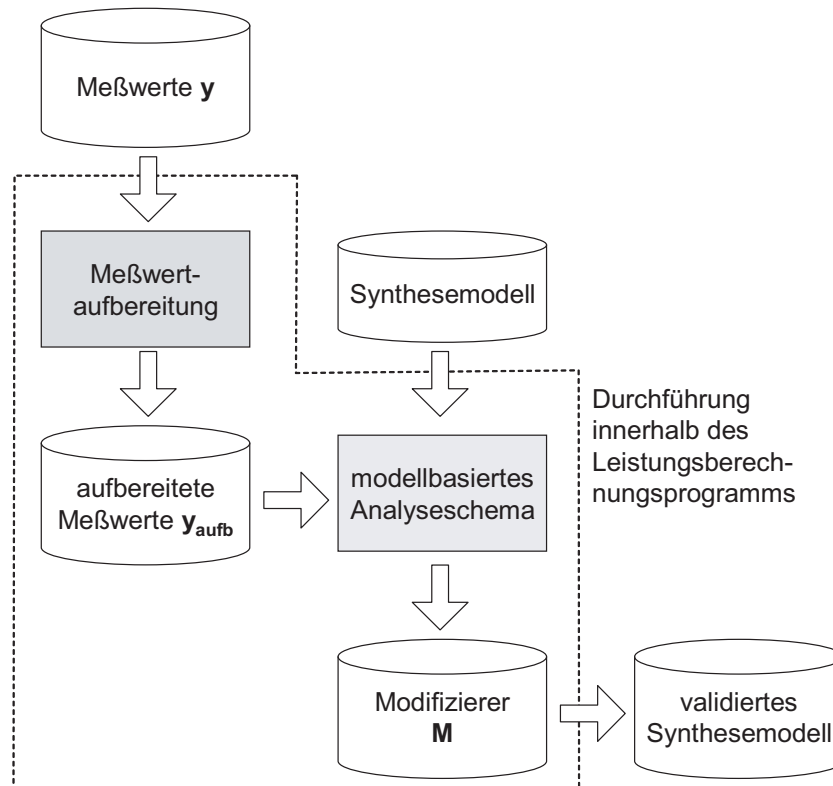 Meßwerte y
Meßwert-
aufbereitung
Synthesemodell
Durchführung
innerhalb des
Leistungsberech-
nungsprogramms
aufbereitete
Meßwerte yaufb
modellbasiertes
Analyseschema
Modifizierer
M
validiertes
Synthesemodell